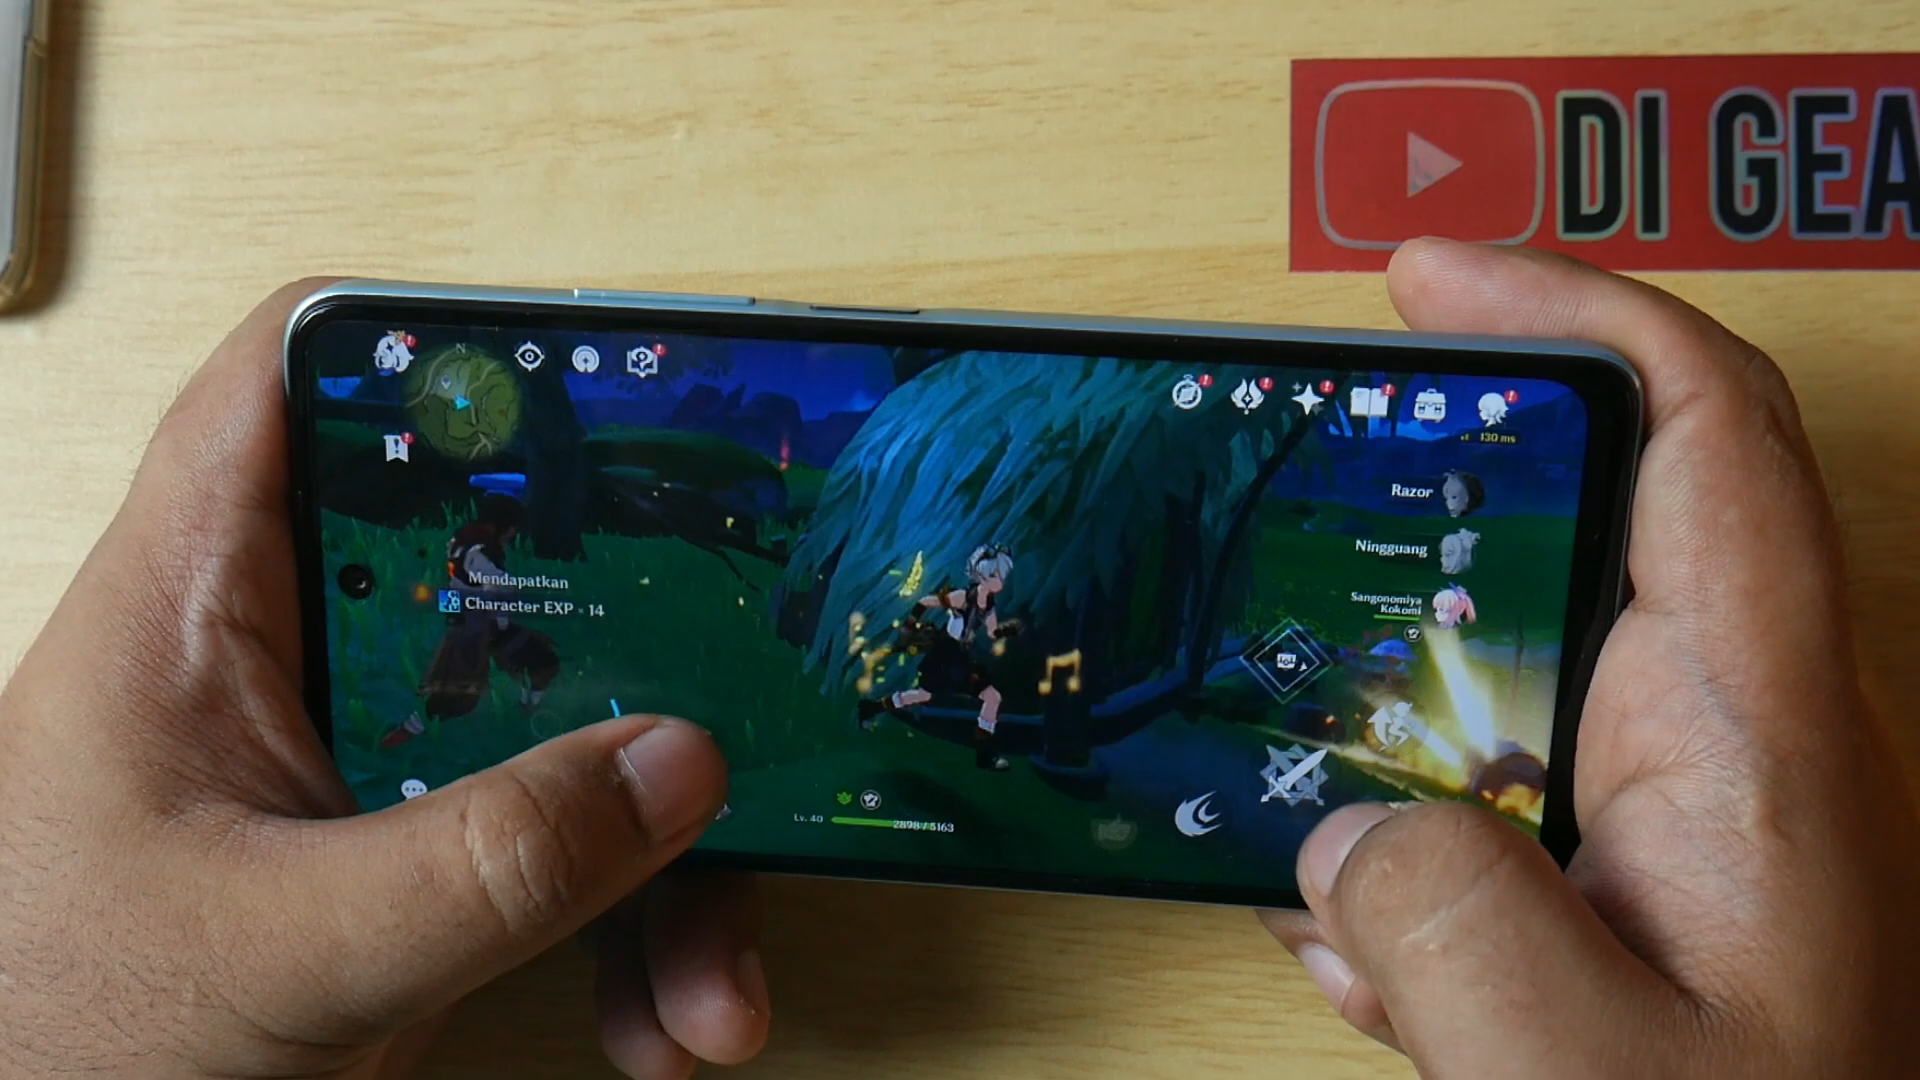 DI GEA
N
130 ms
Razor
Ningguang
Mendapatkan
Character EXP × 14
Sangonomiya
Kokomi
Lv. 40
2898 / 5163